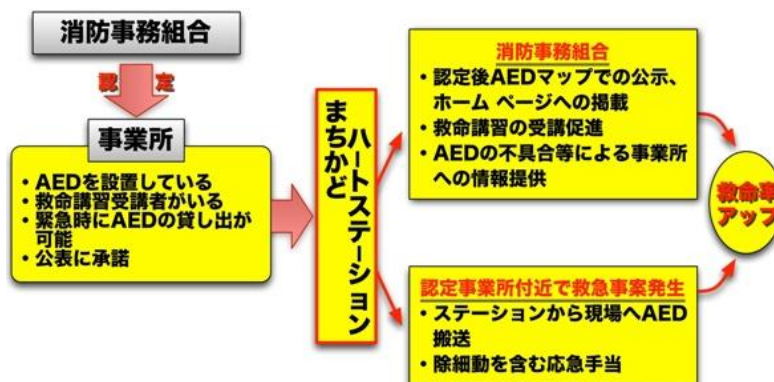 消防事務組合
認 定
事業所
・AEDを設置している
・救命講習受講者がいる
・緊急時にAEDの貸し出が
可能
・公表に承諾
まちかど
ハートステーション
消防事務組合
・認定後AEDマップでの公示、
ホーム ページへの掲載
・救命講習の受講促進
・AEDの不具合等による事業所
への情報提供
認定事業所付近で救急事案発生
・ステーションから現場へAED
搬送
・除細動を含む応急手当
救命率
アップ